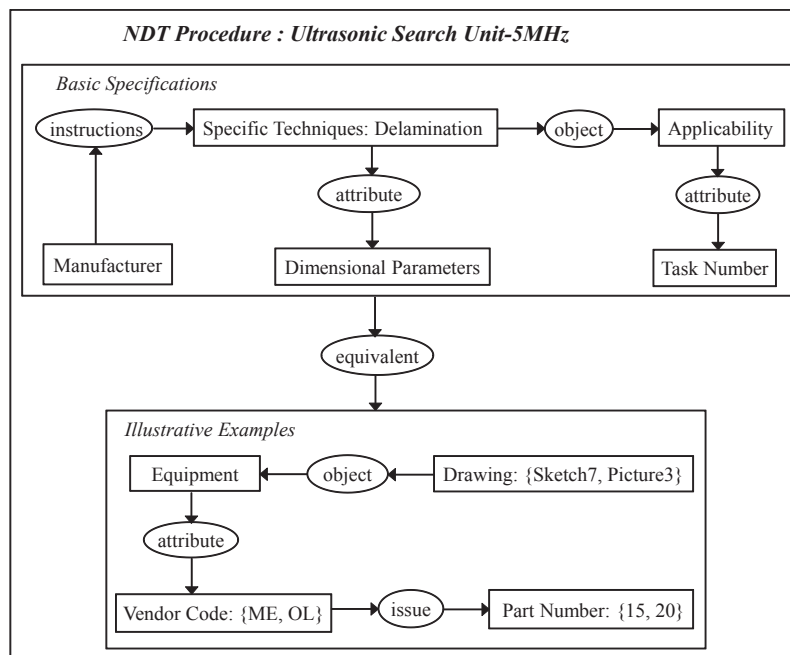 NDT Procedure : Ultrasonic Search Unit-5MHz
Basic Specifications
instructions
Specific Techniques: Delamination
object
Applicability
attribute
attribute
Manufacturer
Dimensional Parameters
Task Number
equivalent
Illustrative Examples
Equipment
object
Drawing: {Sketch7, Picture3}
attribute
Vendor Code: {ME, OL}
issue
Part Number: {15, 20}